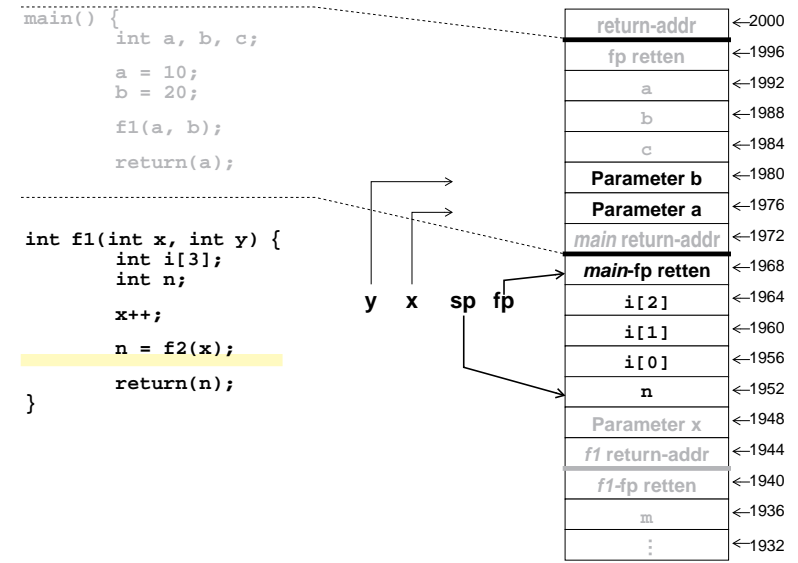 main() {
int a, b, c;
a = 10;
b = 20;
f1(a, b);
return(a);
int f1(int x, int y) {
int i[3];
int n;
x++;
n = f2(x);
return(n);
}
y x sp fp
return-addr 2000
fp retten 1996
a 1992
b 1988
c 1984
Parameter b 1980
Parameter a 1976
main return-addr 1972
main-fp retten 1968
i[2] 1964
i[1] 1960
i[0] 1956
n 1952
Parameter x 1948
f1 return-addr 1944
f1-fp retten 1940
m 1936
⋮ 1932